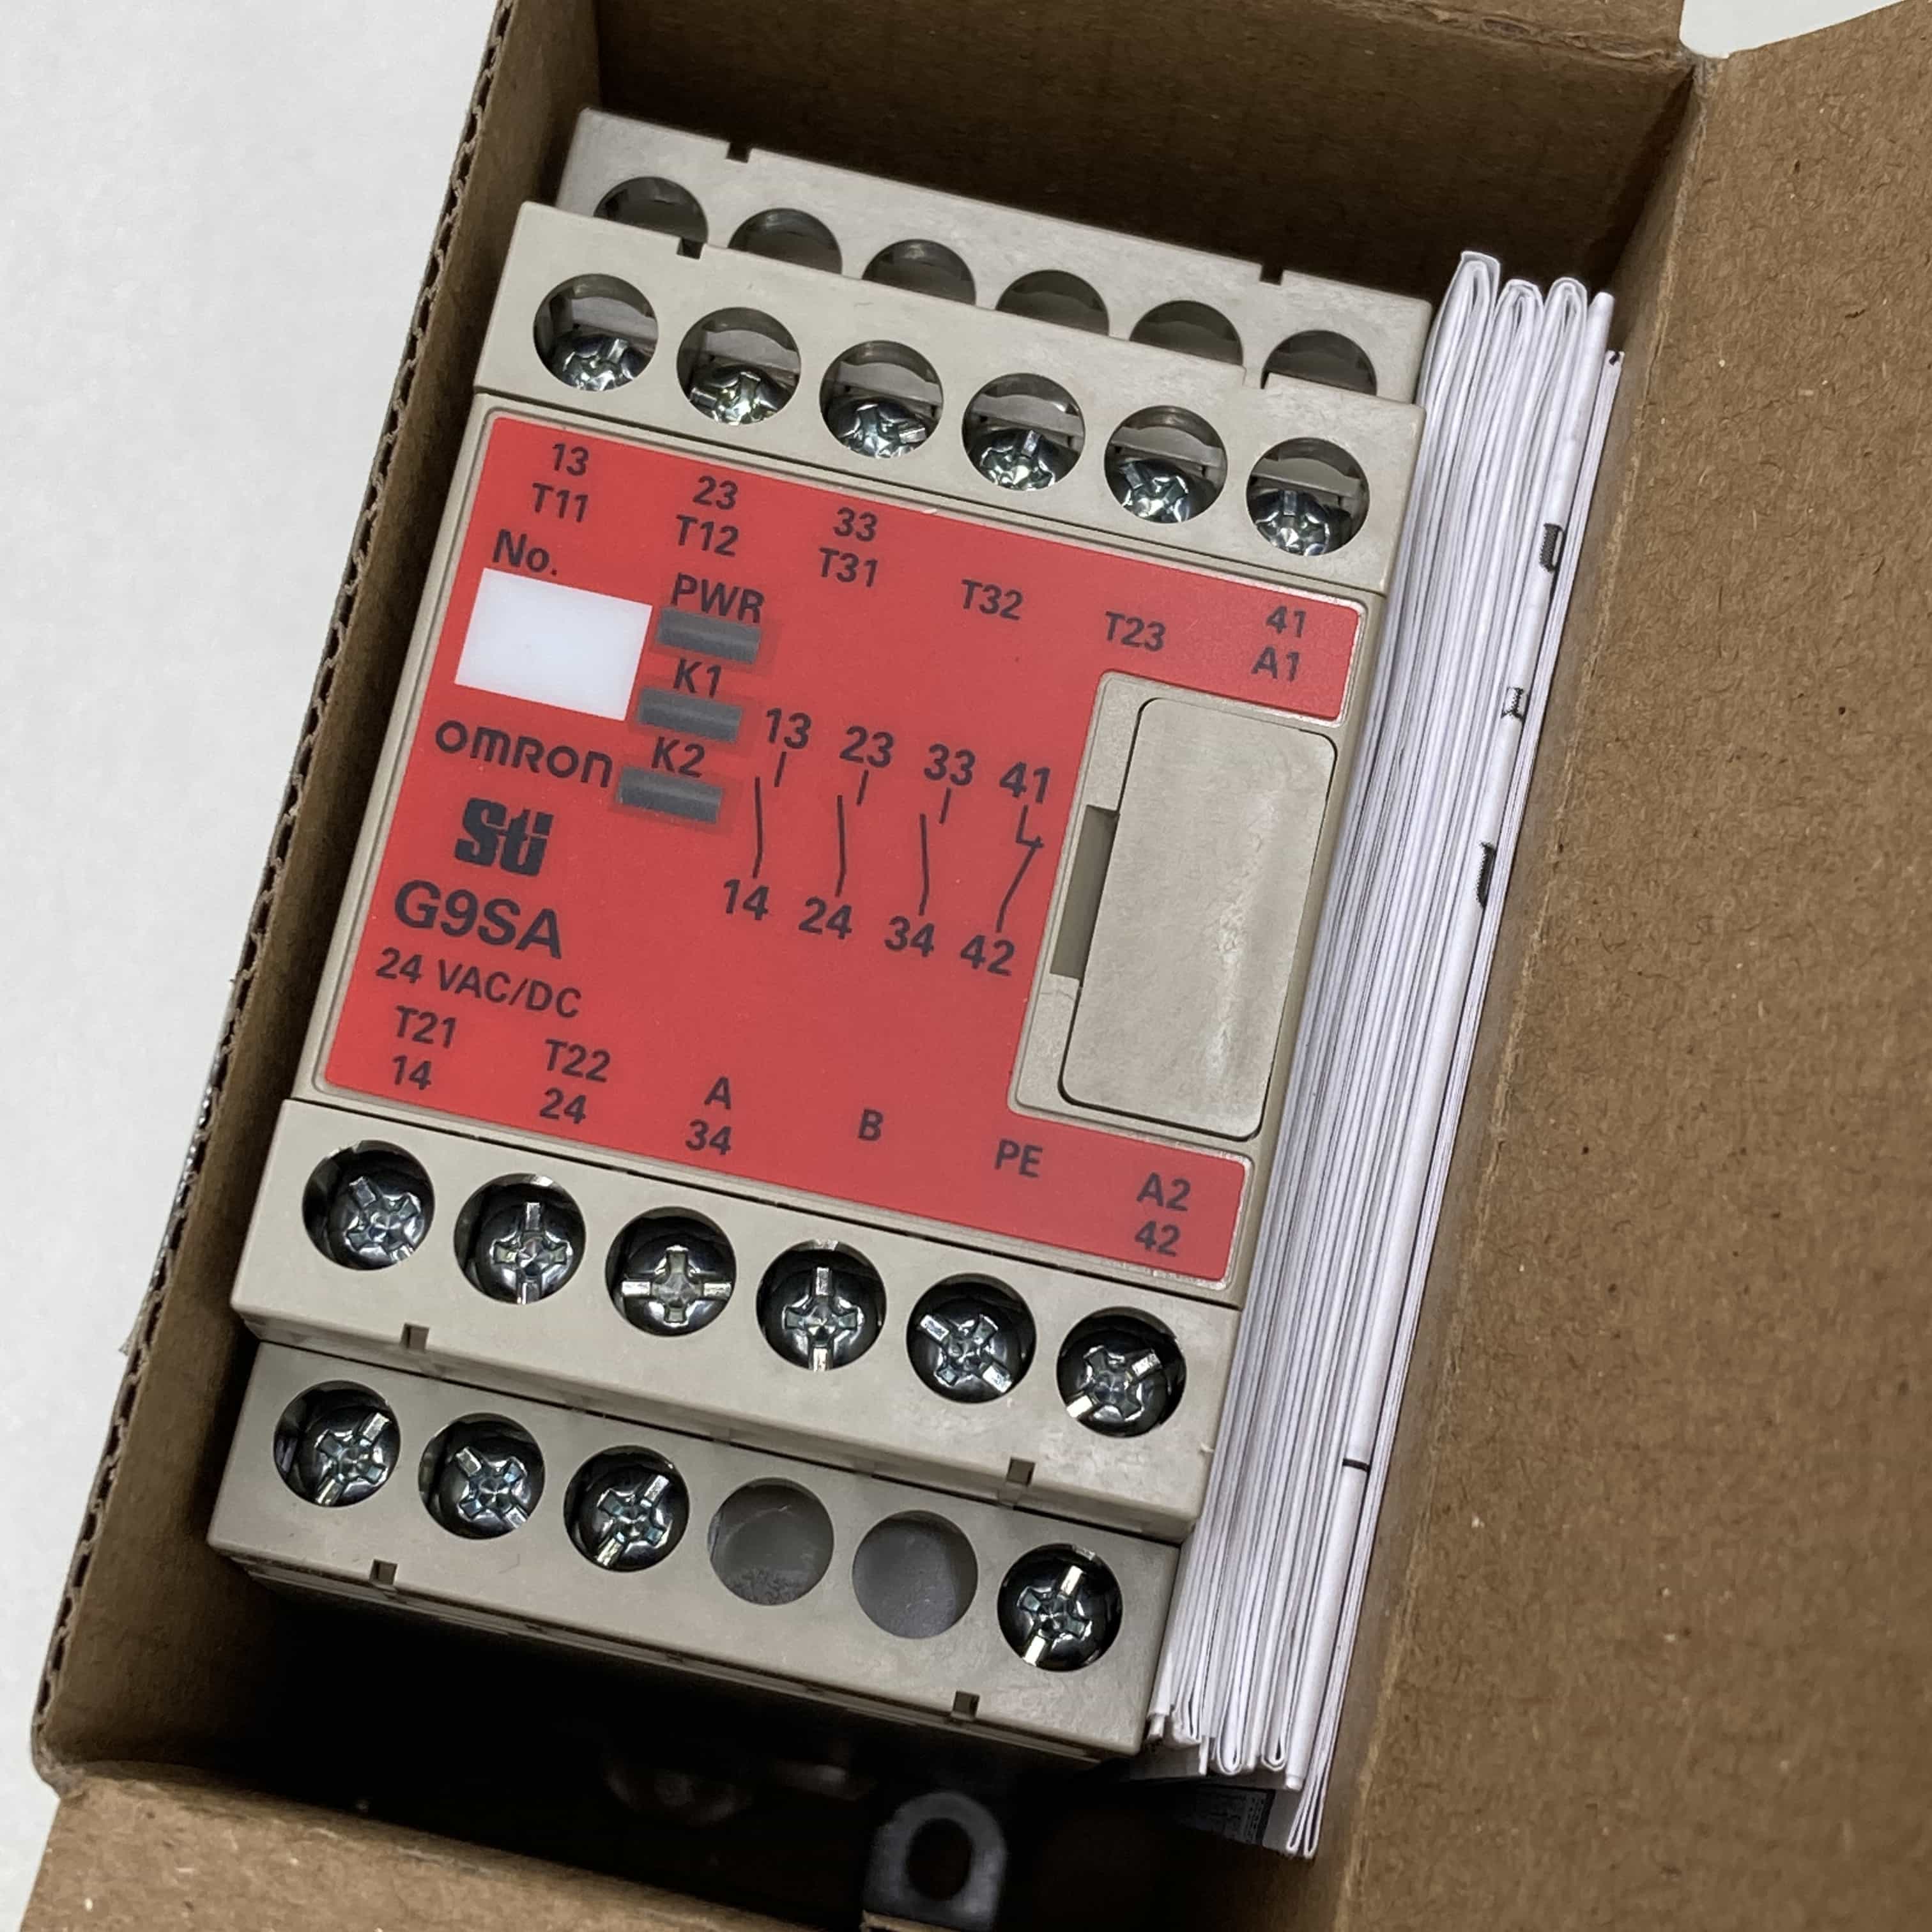 13 23 33 41
T11 T12 T31 T32 T23 A1
No.
PWR
K1
K2
13 23 33 41
14 24 34 42
omron
Sti
G9SA
24 VAC/DC
T21 T22 A B PE A2
14 24 34 42